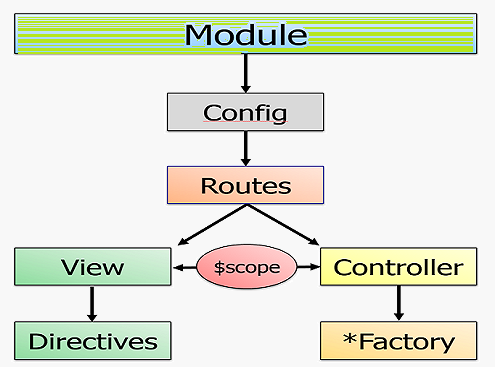 Module
Config
Routes
View
$scope
Controller
Directives
*Factory